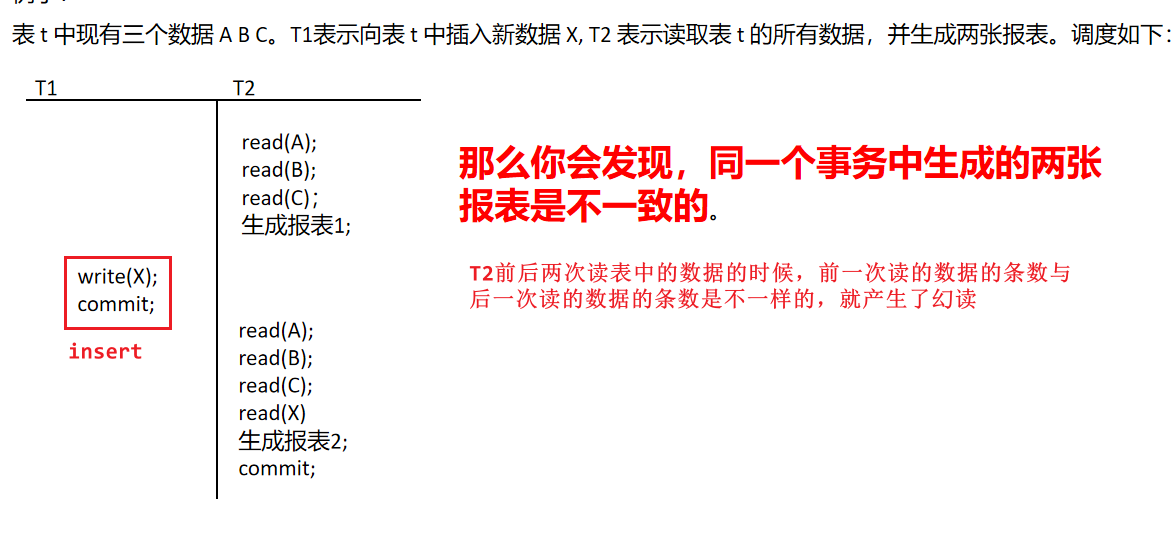 表 t 中现有三个数据 A B C。T1表示向表 t 中插入新数据 X, T2 表示读取表 t 的所有数据，并生成两张报表。调度如下：
T1 T2
read(A);
read(B);
read(C);
生成报表1;
那么你会发现，同一个事务中生成的两张
报表是不一致的。
T2前后两次读表中的数据的时候，前一次读的数据的条数与
后一次读的数据的条数是不一样的，就产生了幻读
write(X);
commit;
insert
read(A);
read(B);
read(C);
read(X)
生成报表2;
commit;